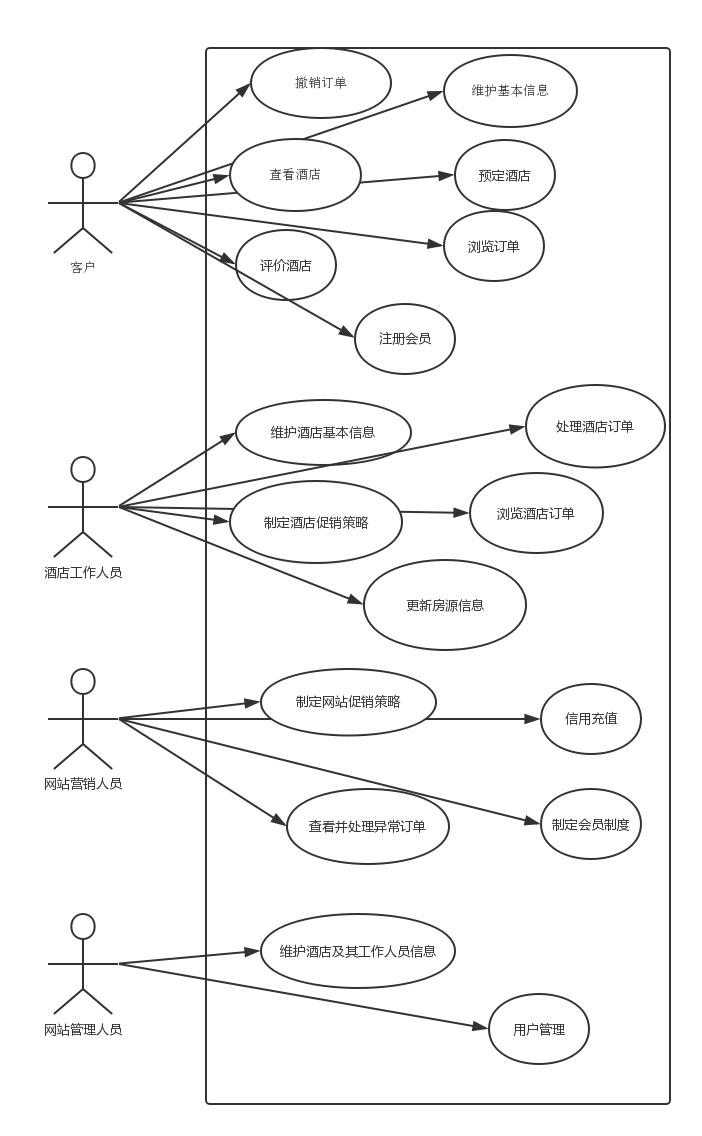 撤销订单
维护基本信息
查看酒店
预定酒店
浏览订单
评价酒店
客户
注册会员
处理酒店订单
维护酒店基本信息
浏览酒店订单
制定酒店促销策略
酒店工作人员
更新房源信息
制定网站促销策略
信用充值
网站营销人员
制定会员制度
查看并处理异常订单
维护酒店及其工作人员信息
网站管理人员
用户管理